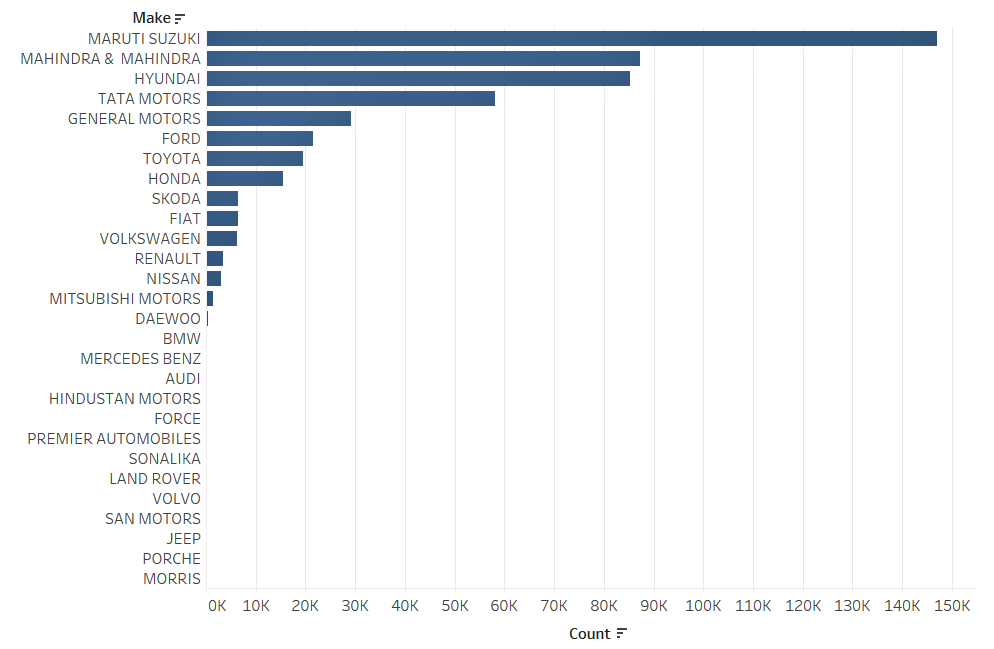 Make
MARUTI SUZUKI
MAHINDRA & MAHINDRA
HYUNDAI
TATA MOTORS
GENERAL MOTORS
FORD
TOYOTA
HONDA
SKODA
FIAT
VOLKSWAGEN
RENAULT
NISSAN
MITSUBISHI MOTORS
DAEWOO
BMW
MERCEDES BENZ
AUDI
HINDUSTAN MOTORS
FORCE
PREMIER AUTOMOBILES
SONALIKA
LAND ROVER
VOLVO
SAN MOTORS
JEEP
PORCHE
MORRIS
0K 10K 20K 30K 40K 50K 60K 70K 80K 90K 100K 110K 120K 130K 140K 150K
Count